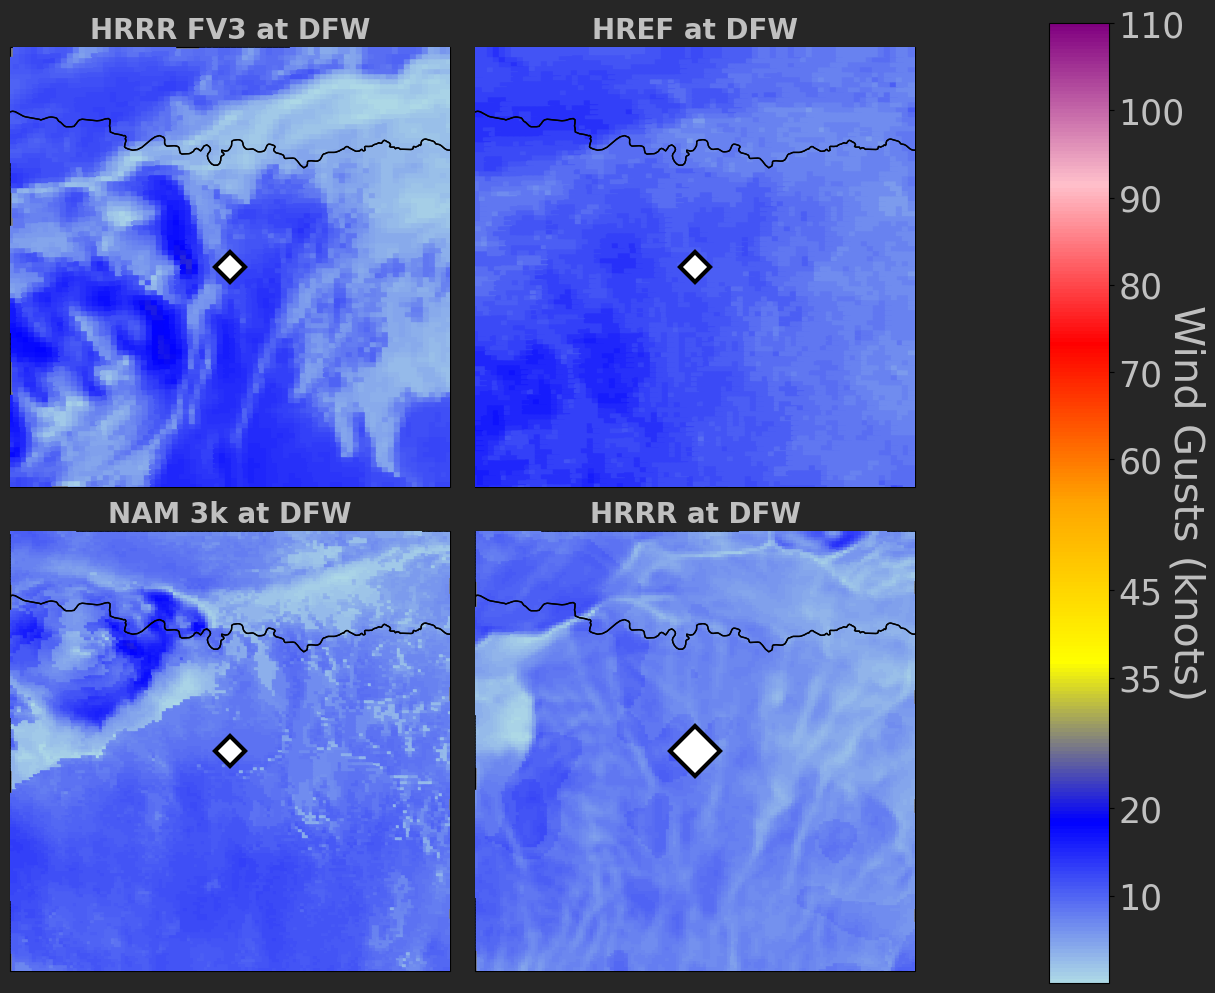 HRRR FV3 at DFW
HREF at DFW
NAM 3k at DFW
HRRR at DFW
110
100
90
80
70
60
45
35
20
10
Wind Gusts (knots)